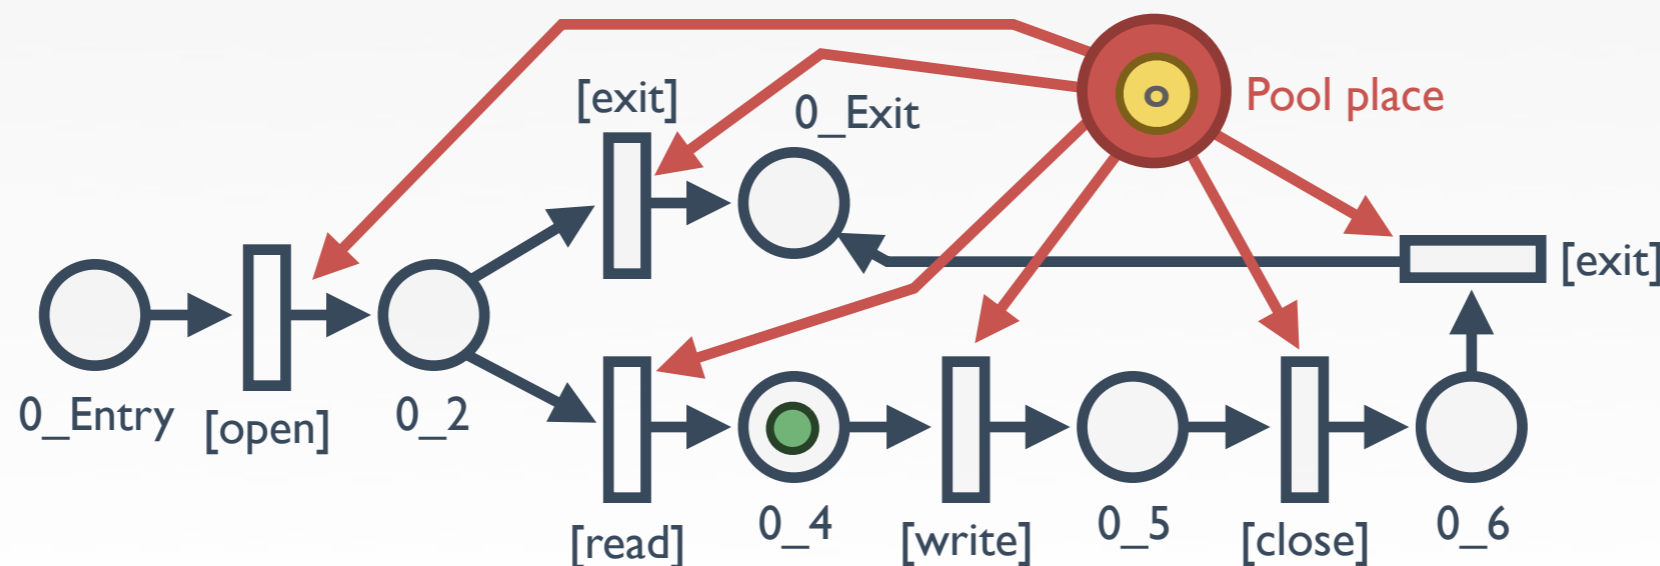 [exit]
0_Exit
o
Pool place
[exit]
0_Entry
[open]
0_2
[read]
0_4
[write]
0_5
[close]
0_6